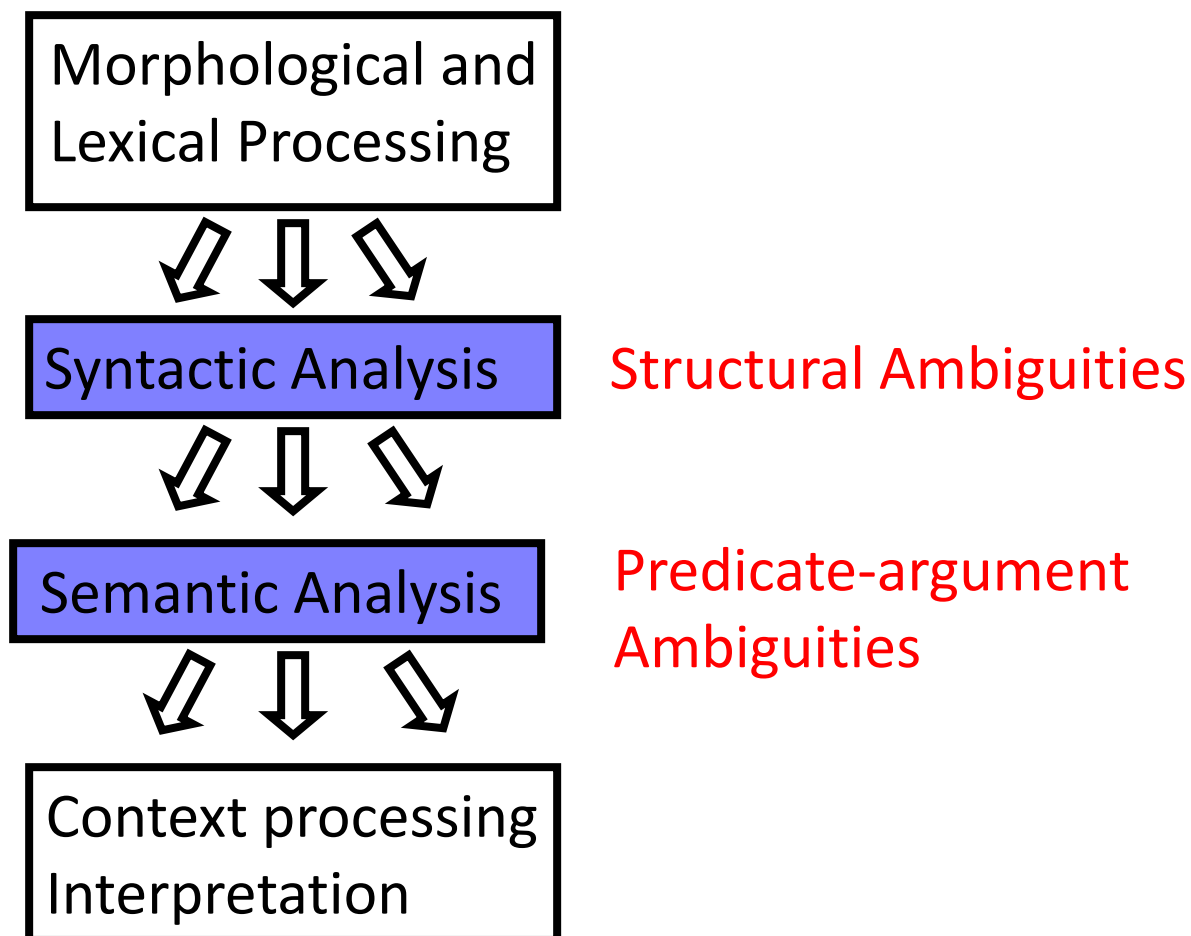 Morphological and
Lexical Processing
Syntactic Analysis
Structural Ambiguities
Semantic Analysis
Predicate-argument
Ambiguities
Context processing
Interpretation